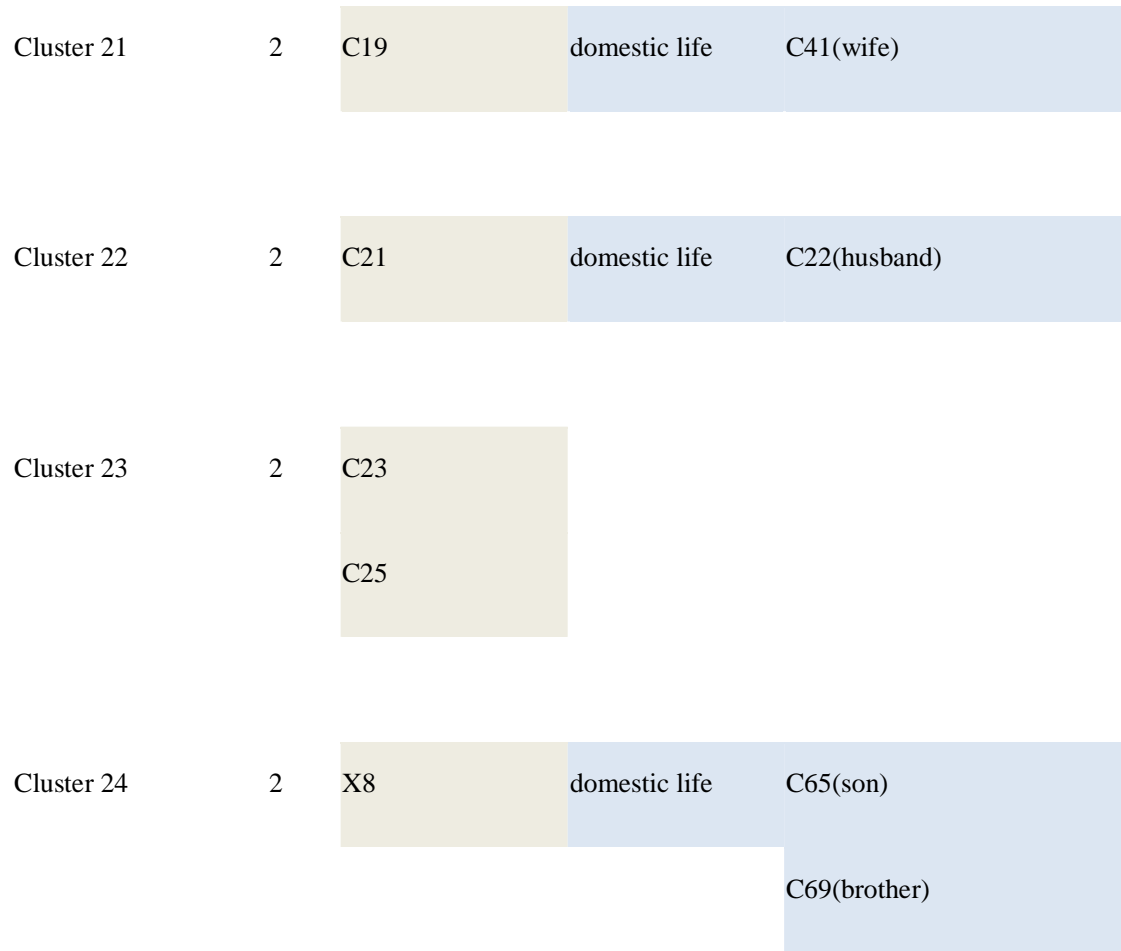 Cluster 21 2 C19 domestic life C41(wife)
Cluster 22 2 C21 domestic life C22(husband)
Cluster 23 2 C23
C25
Cluster 24 2 X8 domestic life C65(son)
C69(brother)